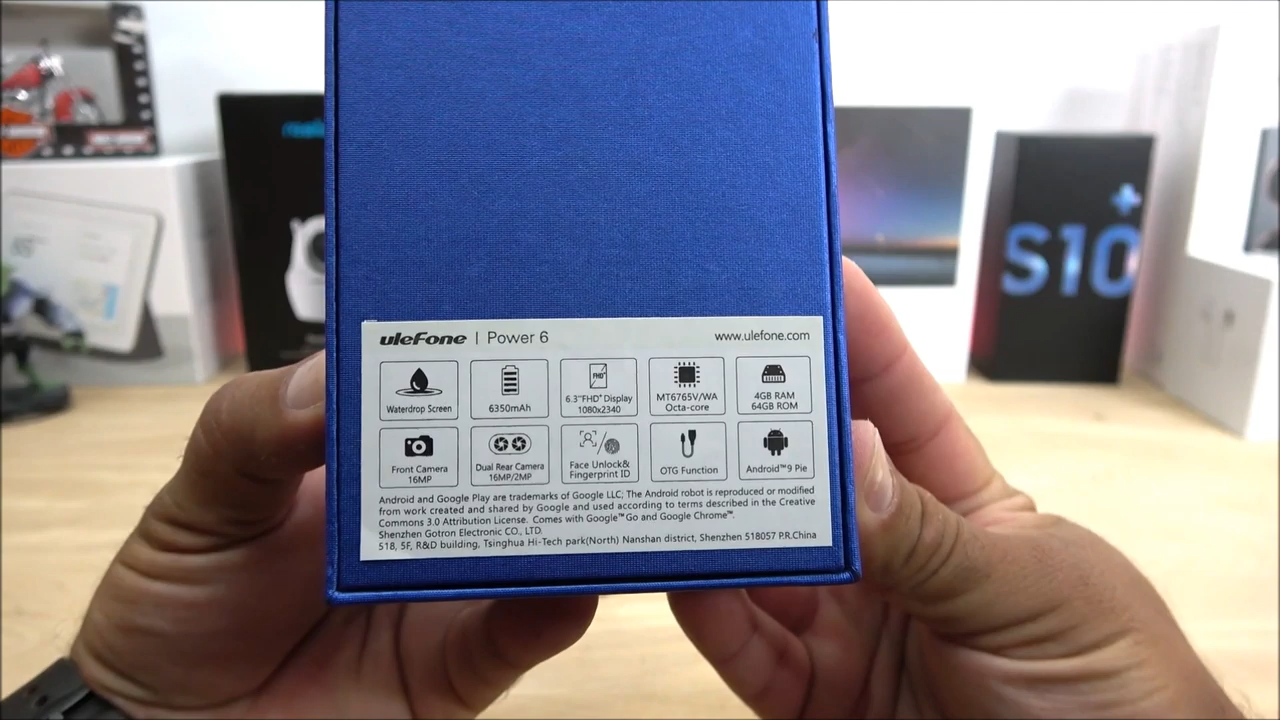 uleFone | Power 6
www.ulefone.com
Waterdrop Screen
6350mAh
6.3"FHD+ Display
1080x2340
MT6765V/WA
Octa-core
4GB RAM
64GB ROM
Front Camera
16MP
Dual Rear Camera
16MP/2MP
Face Unlock&
Fingerprint ID
OTG Function
Android™9 Pie
Android and Google Play are trademarks of Google LLC; The Android robot is reproduced or modified
from work created and shared by Google and used according to terms described in the Creative
Commons 3.0 Attribution License. Comes with Google™Go and Google Chrome™.
Shenzhen Gotron Electronic CO., LTD.
518, 5F, R&D building, Tsinghua Hi-Tech park(North) Nanshan district, Shenzhen 518057 P.R.China
S10+